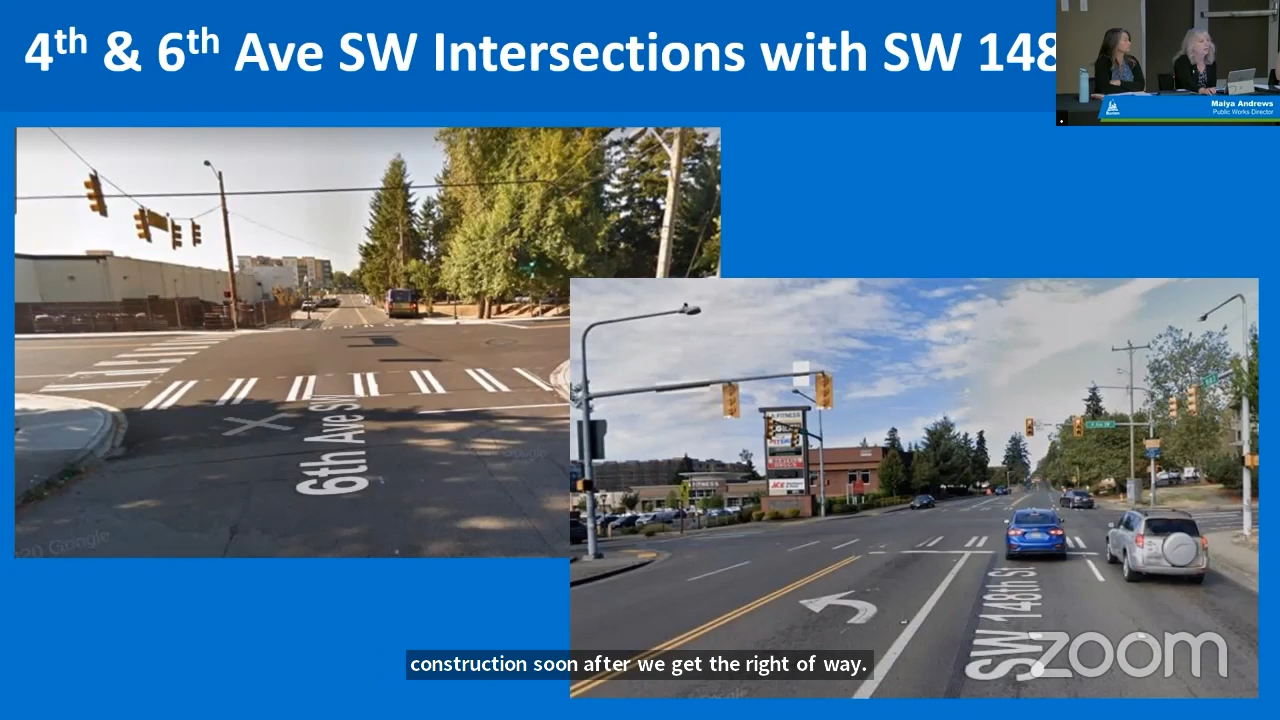 4th & 6th Ave SW Intersections with SW 148
Maiya Andrews
Public Works Director
6th Ave SW
FITNESS
ACE
SW 148th St
zoom
construction soon after we get the right of way.